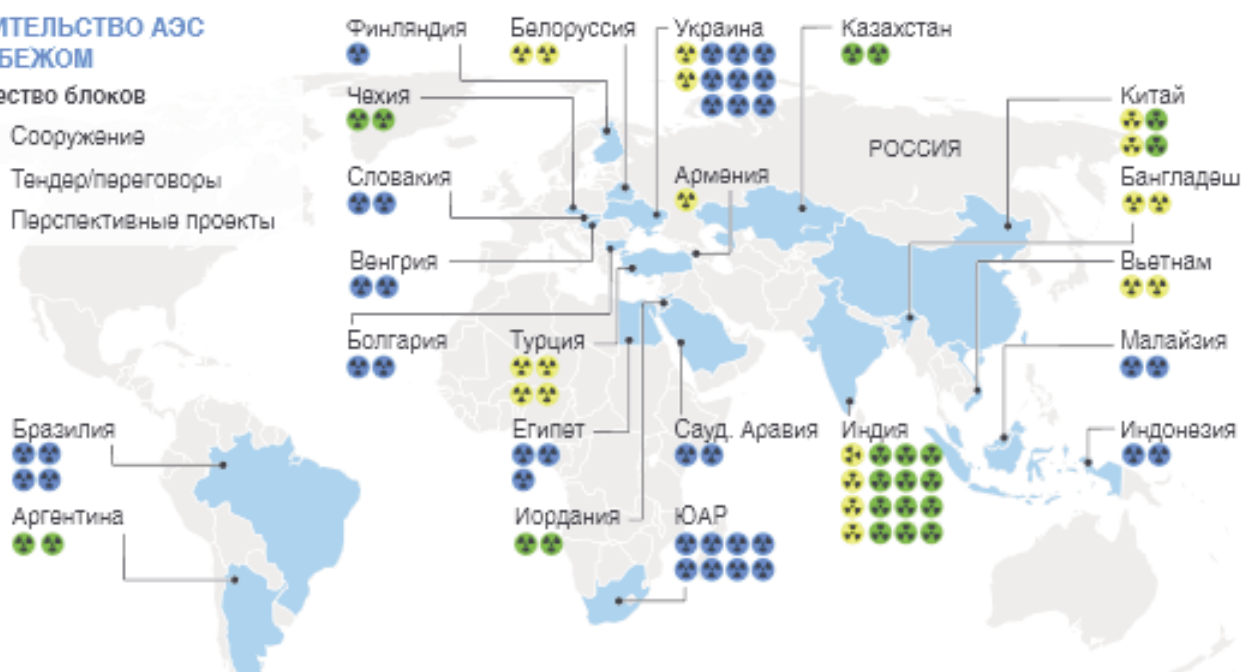 ИТЕЛЬСТВО АЭС
БЕЖОМ
ество блоков
Сооружение
Тендер/переговоры
Перспективные проекты
Финляндия
Белоруссия
Украина
Казахстан
Чехия
Китай
РОССИЯ
Словакия
Армения
Бангладеш
Венгрия
Вьетнам
Болгария
Турция
Малайзия
Бразилия
Египет
Сауд. Аравия
Индия
Индонезия
Аргентина
Иордания
ЮАР